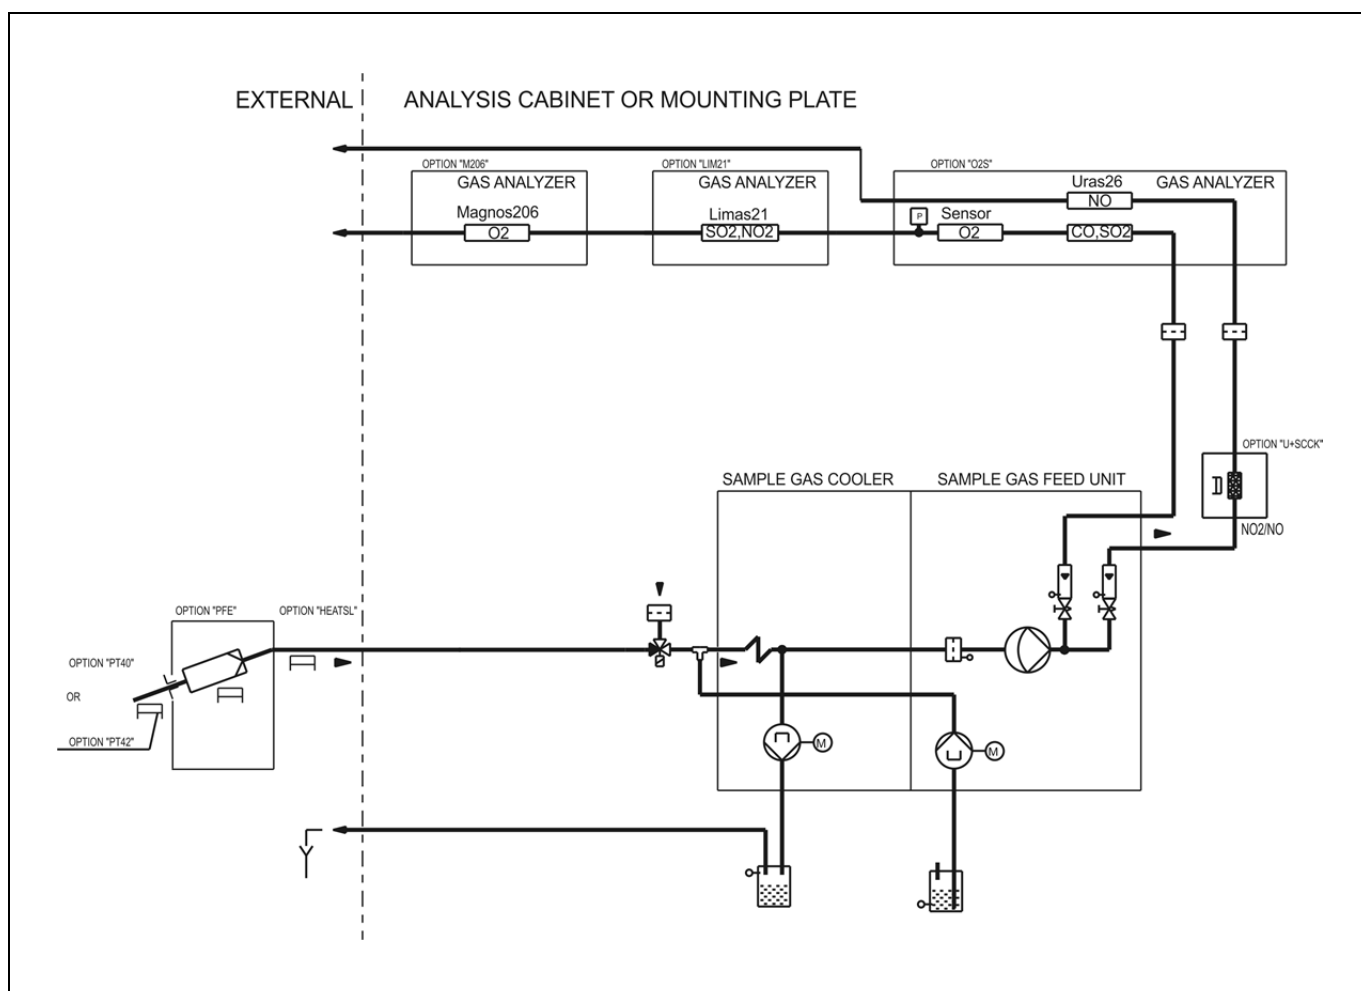 EXTERNAL
ANALYSIS CABINET OR MOUNTING PLATE
OPTION "M206"
GAS ANALYZER
Magnos206
O2
OPTION "LIM21"
GAS ANALYZER
Limas21
SO2,NO2
OPTION "O2S"
Uras26
GAS ANALYZER
NO
P
Sensor
O2
CO,SO2
OPTION "U+SCCK"
NO2/NO
SAMPLE GAS COOLER
SAMPLE GAS FEED UNIT
OPTION "PFE"
OPTION "HEATSL"
OPTION "PT40"
OR
OPTION "PT42"
M
M